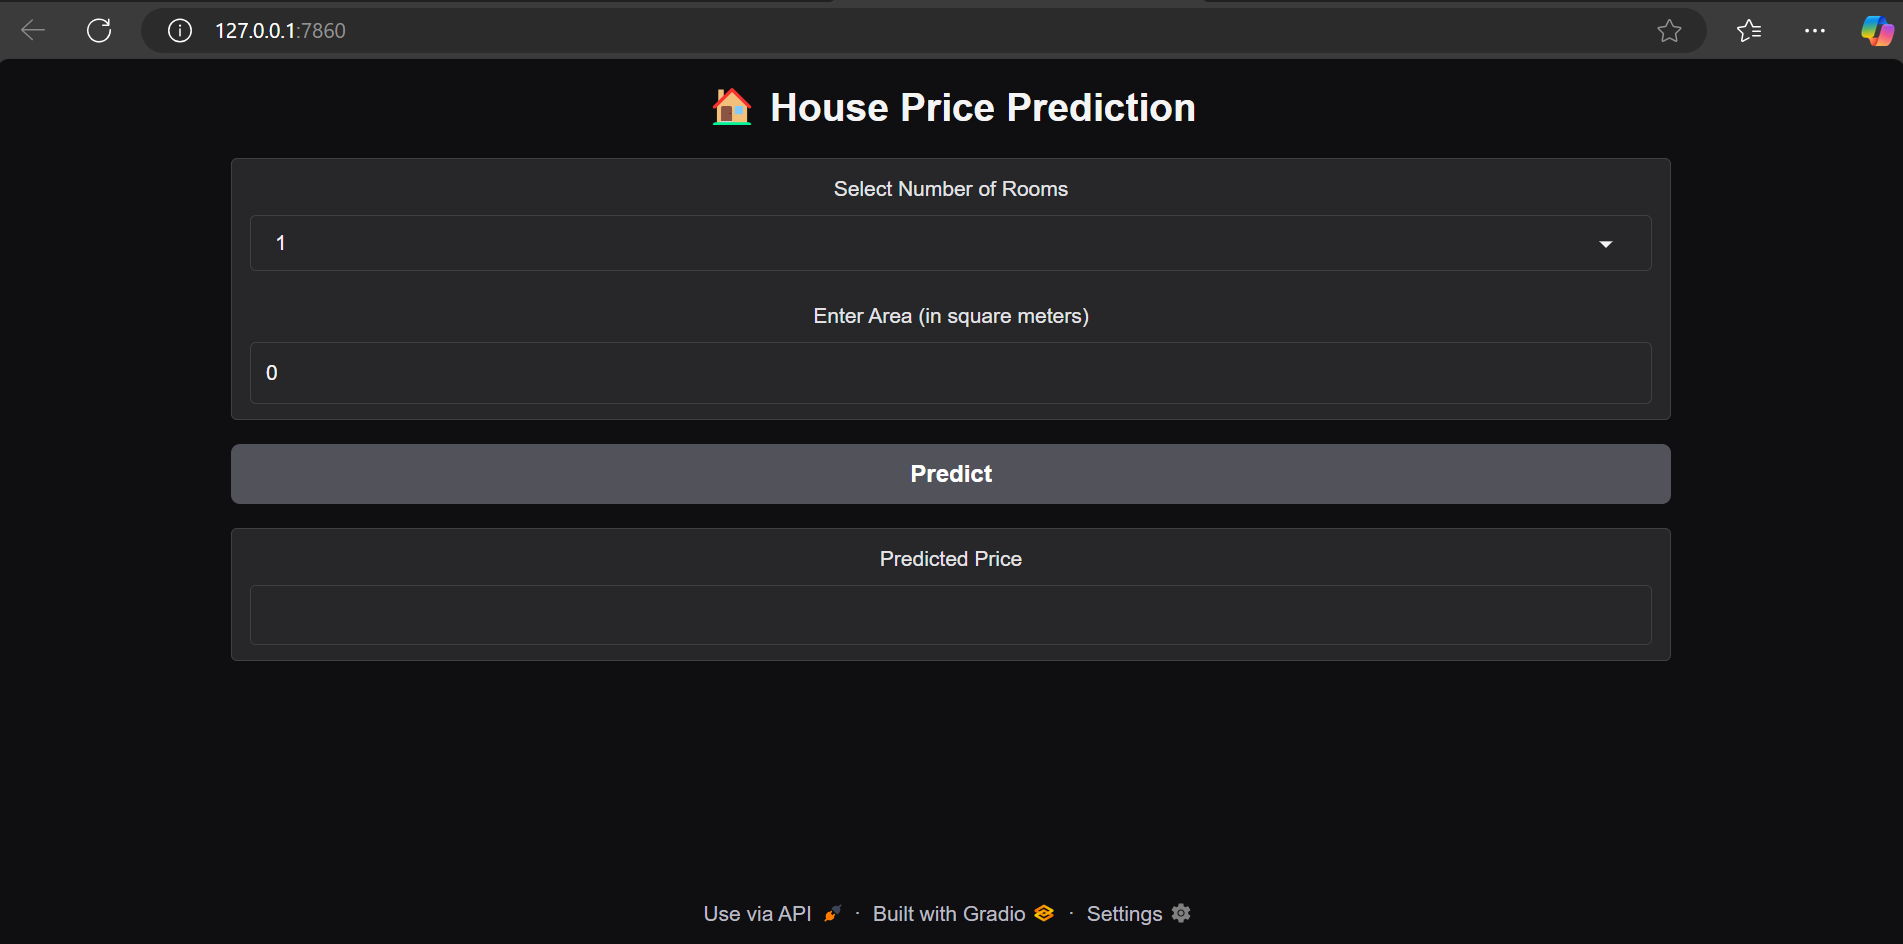 127.0.0.1:7860
House Price Prediction
Select Number of Rooms
1
Enter Area (in square meters)
0
Predict
Predicted Price
Use via API · Built with Gradio · Settings